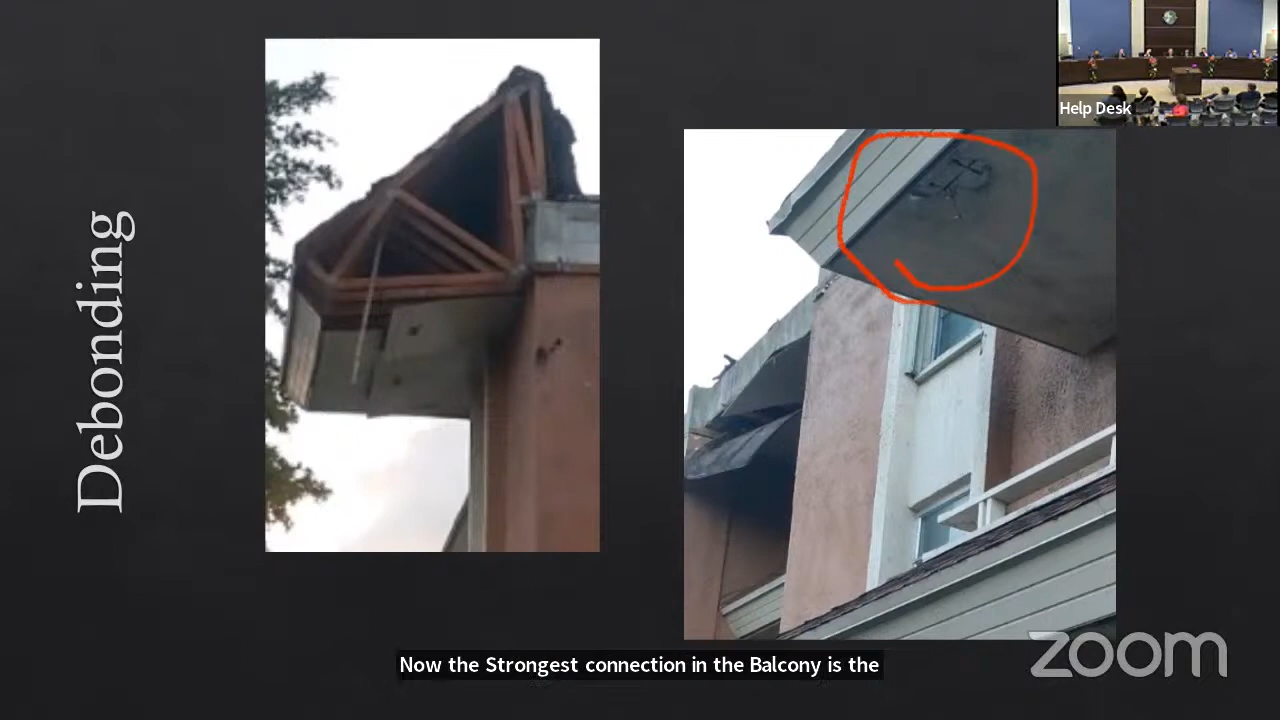 Help Desk
Debonding
Now the Strongest connection in the Balcony is the
zoom